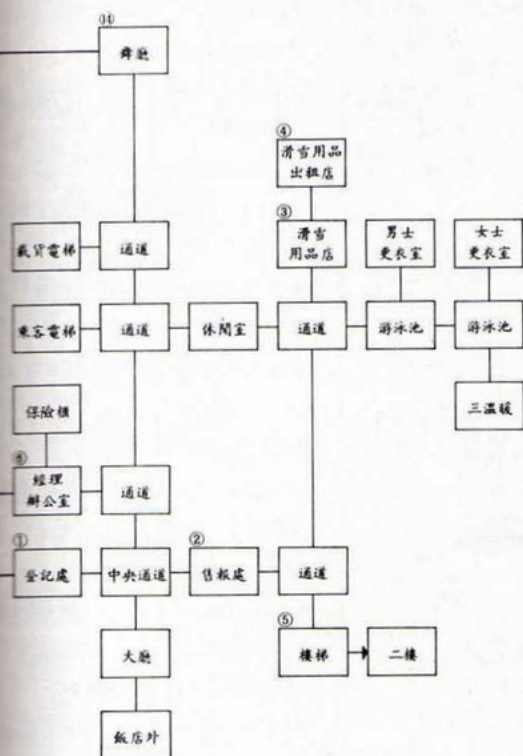 ⑭
舞廳
④
滑雪用品
出租店
③
滑雪
用品店
男士
更衣室
女士
更衣室
載貨電梯
通道
乘客電梯
通道
休閒室
通道
游泳池
游泳池
保險櫃
三溫暖
⑥
經理
辦公室
通道
①
登記處
中央通道
②
售報處
通道
大廳
⑤
樓梯
二樓
飯店外